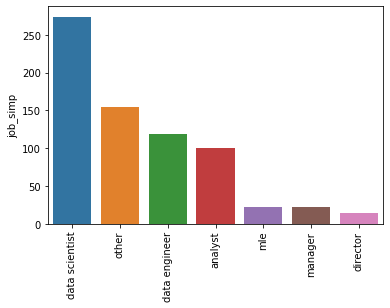 250
200
150
100
50
0
job_simp
data scientist
other
data engineer
analyst
mle
manager
director